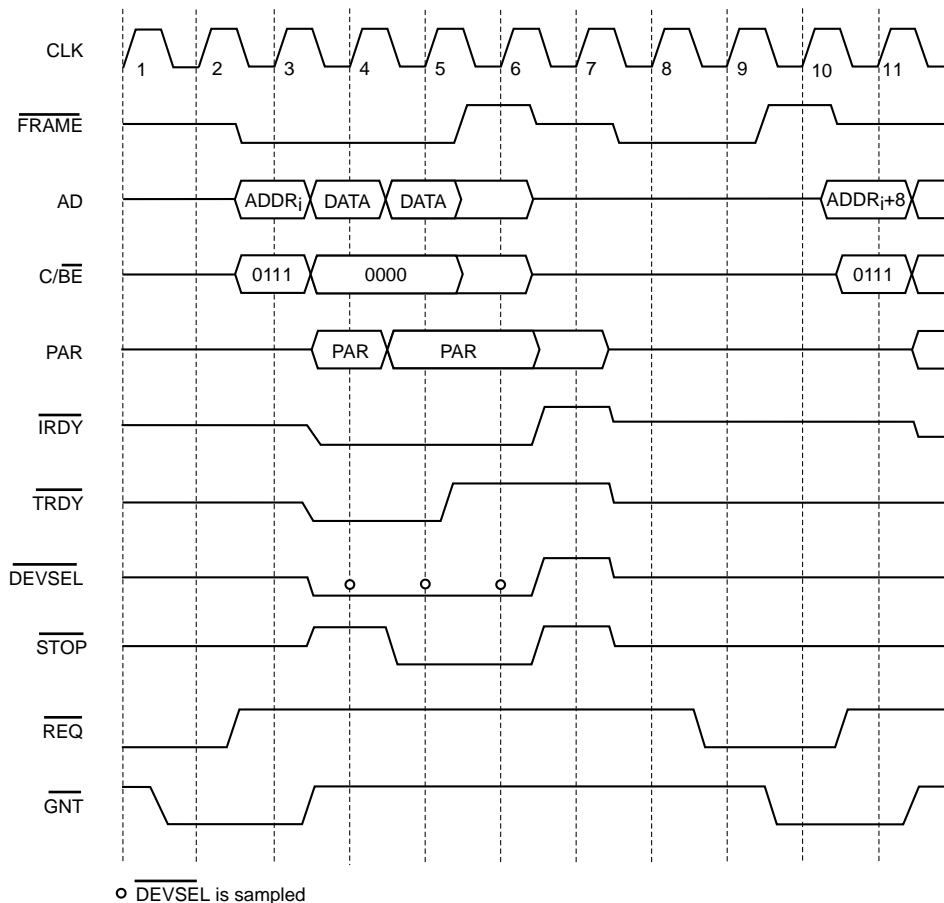 CLK
1 2 3 4 5 6 7 8 9 10 11
FRAME
AD
ADDRi DATA DATA ADDRi+8
C/BE
0111 0000 0111
PAR
PAR PAR
IRDY
TRDY
DEVSEL
STOP
REQ
GNT
DEVSEL is sampled